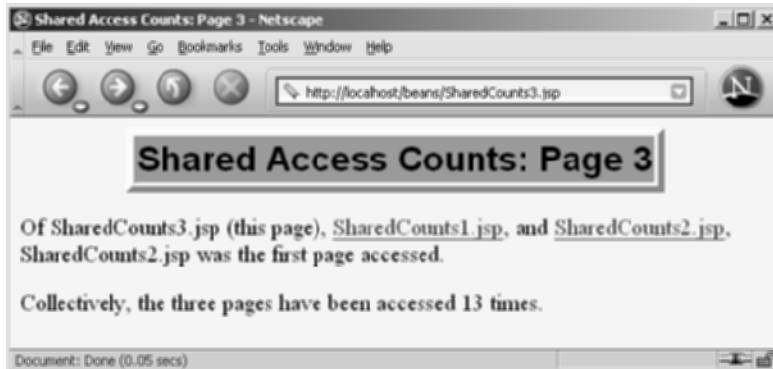 Shared Access Counts: Page 3 - Netscape
File Edit View Go Bookmarks Tools Window Help
http://localhost/beans/SharedCounts3.jsp
N
Shared Access Counts: Page 3
Of SharedCounts3.jsp (this page), SharedCounts1.jsp, and SharedCounts2.jsp,
SharedCounts2.jsp was the first page accessed.
Collectively, the three pages have been accessed 13 times.
Document: Done (0.05 secs)